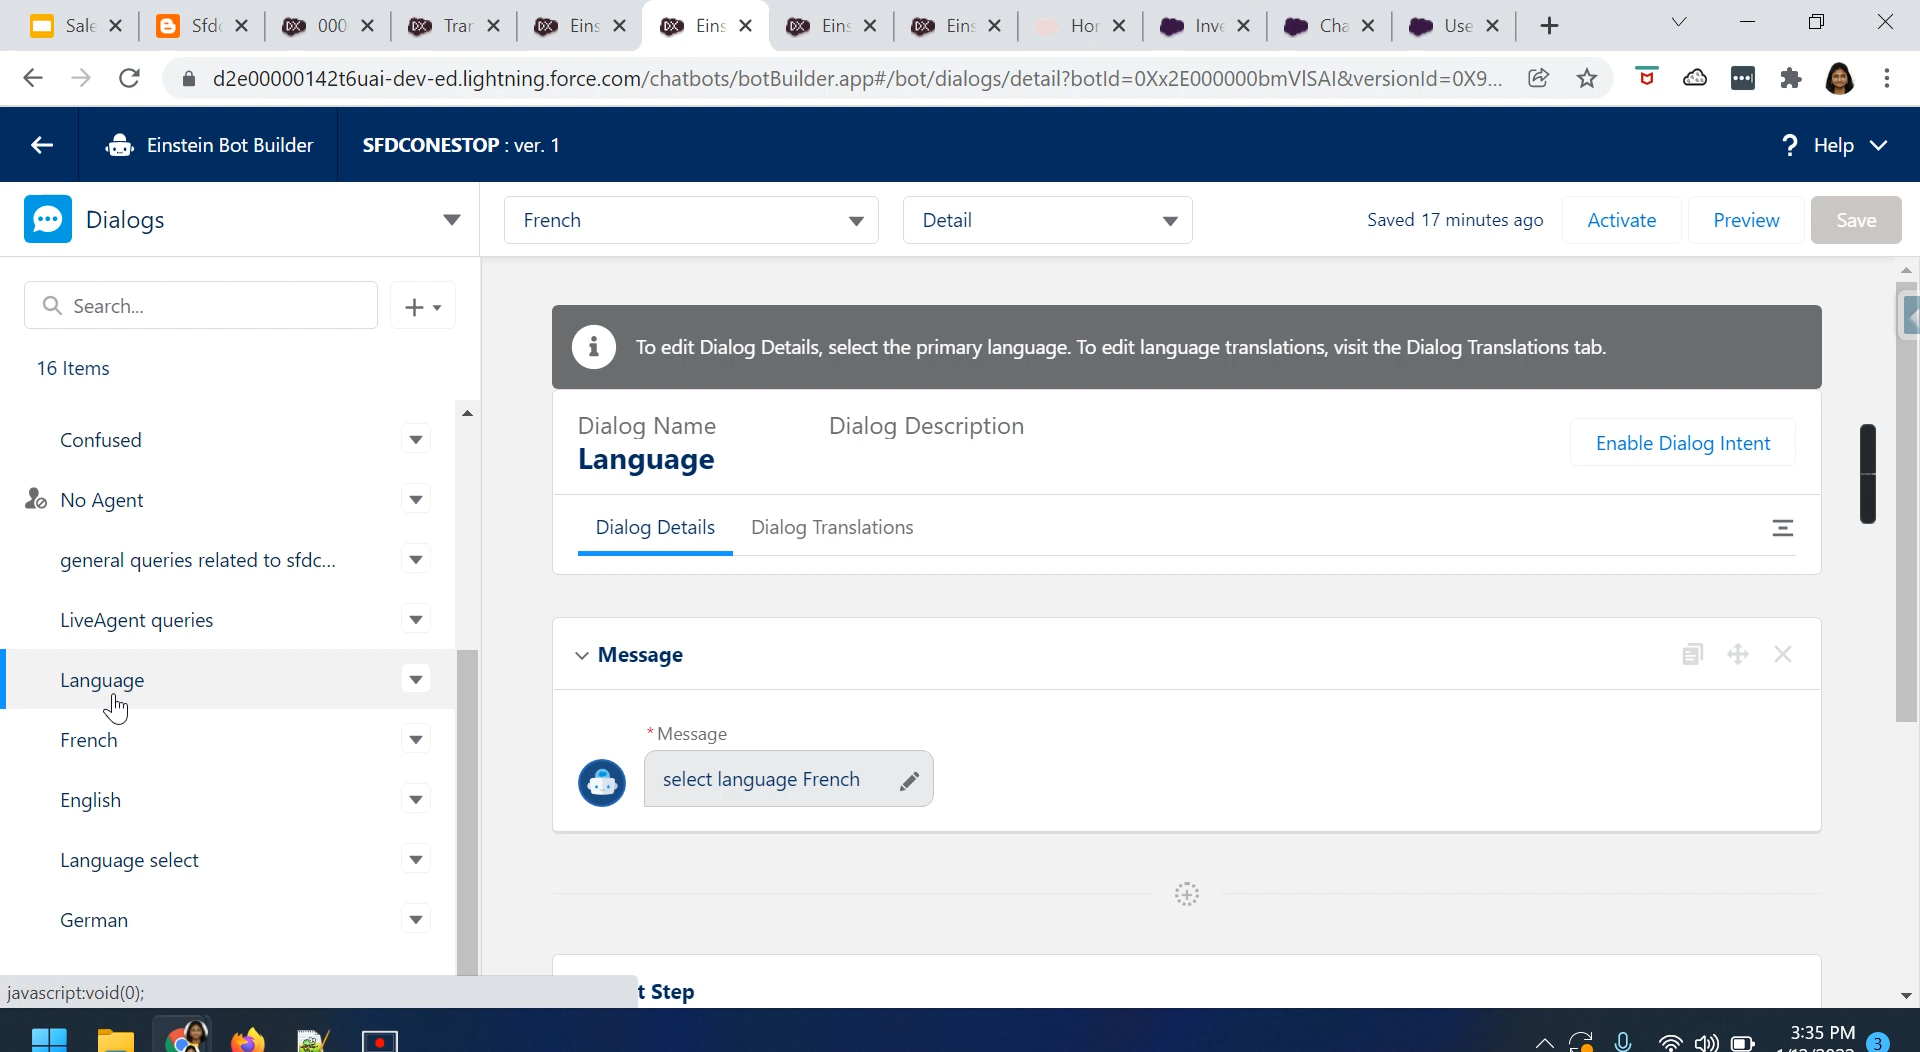 Sale
Sfdc
000
Trar
Eins
Eins
Eins
Eins
Hor
Inve
Cha
Use
d2e00000142t6uai-dev-ed.lightning.force.com/chatbots/botBuilder.app#/bot/dialogs/detail?botId=0Xx2E000000bmVlSAI&versionId=0X9...
Einstein Bot Builder
SFDCONESTOP : ver. 1
? Help
Dialogs
French
Detail
Saved 17 minutes ago
Activate
Preview
Save
Search...
16 Items
Confused
No Agent
general queries related to sfdc...
LiveAgent queries
Language
French
English
Language select
German
To edit Dialog Details, select the primary language. To edit language translations, visit the Dialog Translations tab.
Dialog Name
Dialog Description
Language
Enable Dialog Intent
Dialog Details
Dialog Translations
Message
* Message
select language French
t Step
javascript:void(0);
3:35 PM
3